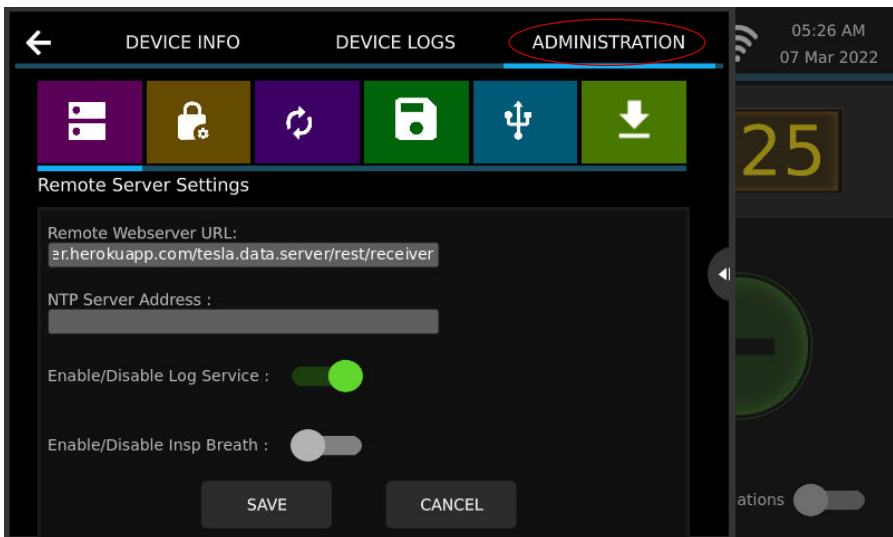 DEVICE INFO
DEVICE LOGS
ADMINISTRATION
05:26 AM
07 Mar 2022
25
Remote Server Settings
Remote Webserver URL:
er.herokuapp.com/tesla.data.server/rest/receiver
NTP Server Address :
Enable/Disable Log Service :
Enable/Disable Insp Breath :
SAVE
CANCEL
ations